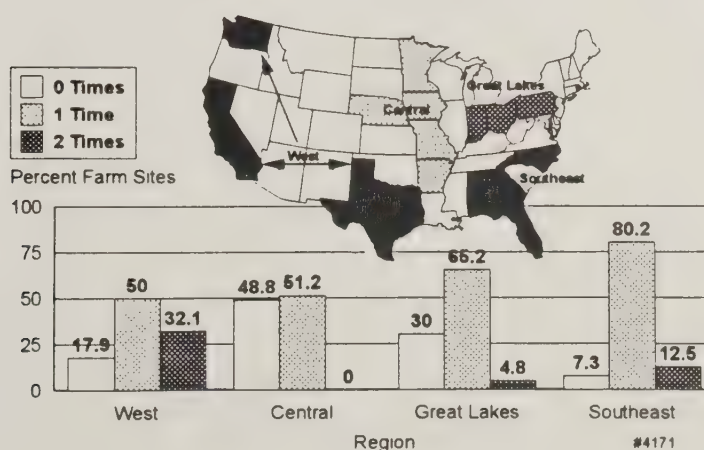 0 Times
1 Time
2 Times
Great Lakes
Central
West
Southeast
Percent Farm Sites
100
75
50
25
0
17.9
50
32.1
48.8
51.2
0
30
65.2
4.8
7.3
80.2
12.5
West
Central
Great Lakes
Southeast
Region
#4171